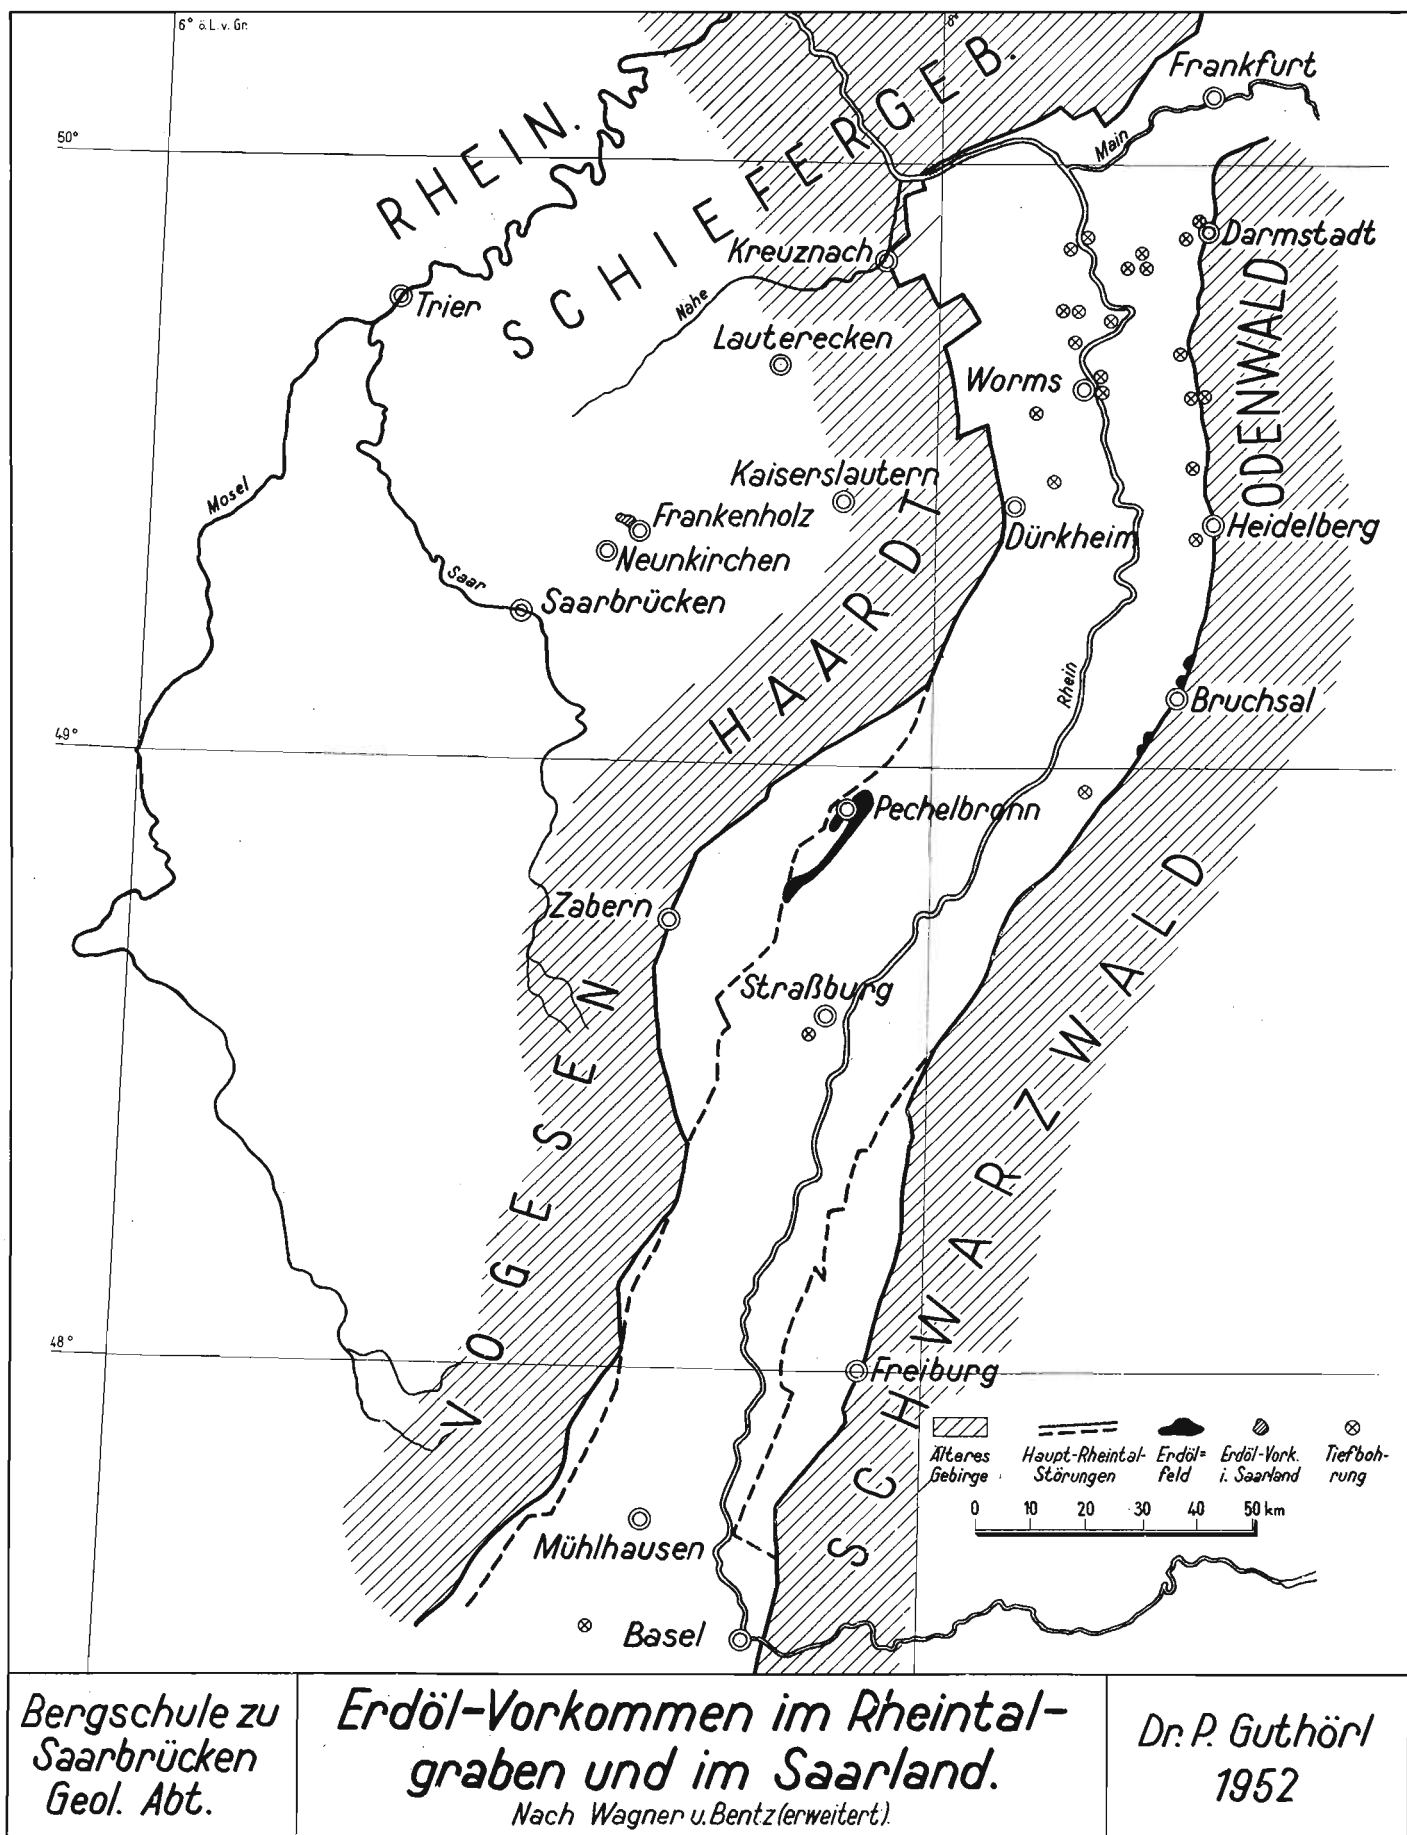 6° ö.L.v.Gr.
8°
50°
49°
48°
RHEIN.
SCHIEFERGEB.
Frankfurt
Main
Darmstadt
Kreuznach
Trier
Nahe
Lauterecken
ODENWALD
Worms
Mosel
Kaiserslautern
Frankenholz
Neunkirchen
Dürkheim
Heidelberg
Saar
Saarbrücken
HAARDT
Rhein
Bruchsal
Pechelbronn
Zabern
Straßburg
VOGESEN
SCHWARZWALD
Freiburg
Mühlhausen
Basel
Älteres
Gebirge
Haupt-Rheintal-
Störungen
Erdöl=
feld
Erdöl-Vork.
i. Saarland
Tiefboh-
rung
0 10 20 30 40 50 km
Bergschule zu
Saarbrücken
Geol. Abt.
Erdöl-Vorkommen im Rheintal-
graben und im Saarland.
Nach Wagner u. Bentz (erweitert).
Dr. P. Guthörl
1952